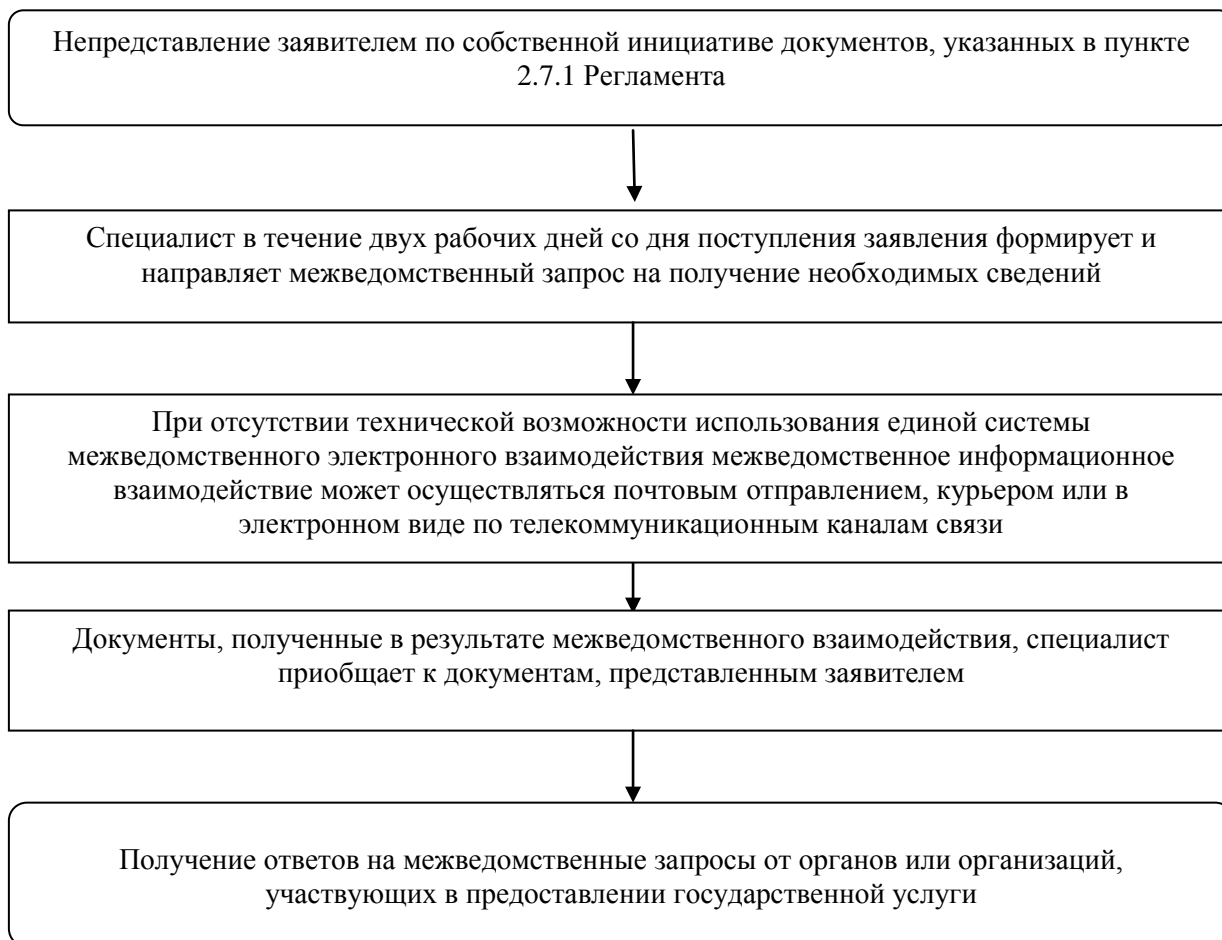 Непредставление заявителем по собственной инициативе документов, указанных в пункте
2.7.1 Регламента
Специалист в течение двух рабочих дней со дня поступления заявления формирует и
направляет межведомственный запрос на получение необходимых сведений
При отсутствии технической возможности использования единой системы
межведомственного электронного взаимодействия межведомственное информационное
взаимодействие может осуществляться почтовым отправлением, курьером или в
электронном виде по телекоммуникационным каналам связи
Документы, полученные в результате межведомственного взаимодействия, специалист
приобщает к документам, представленным заявителем
Получение ответов на межведомственные запросы от органов или организаций,
участвующих в предоставлении государственной услуги